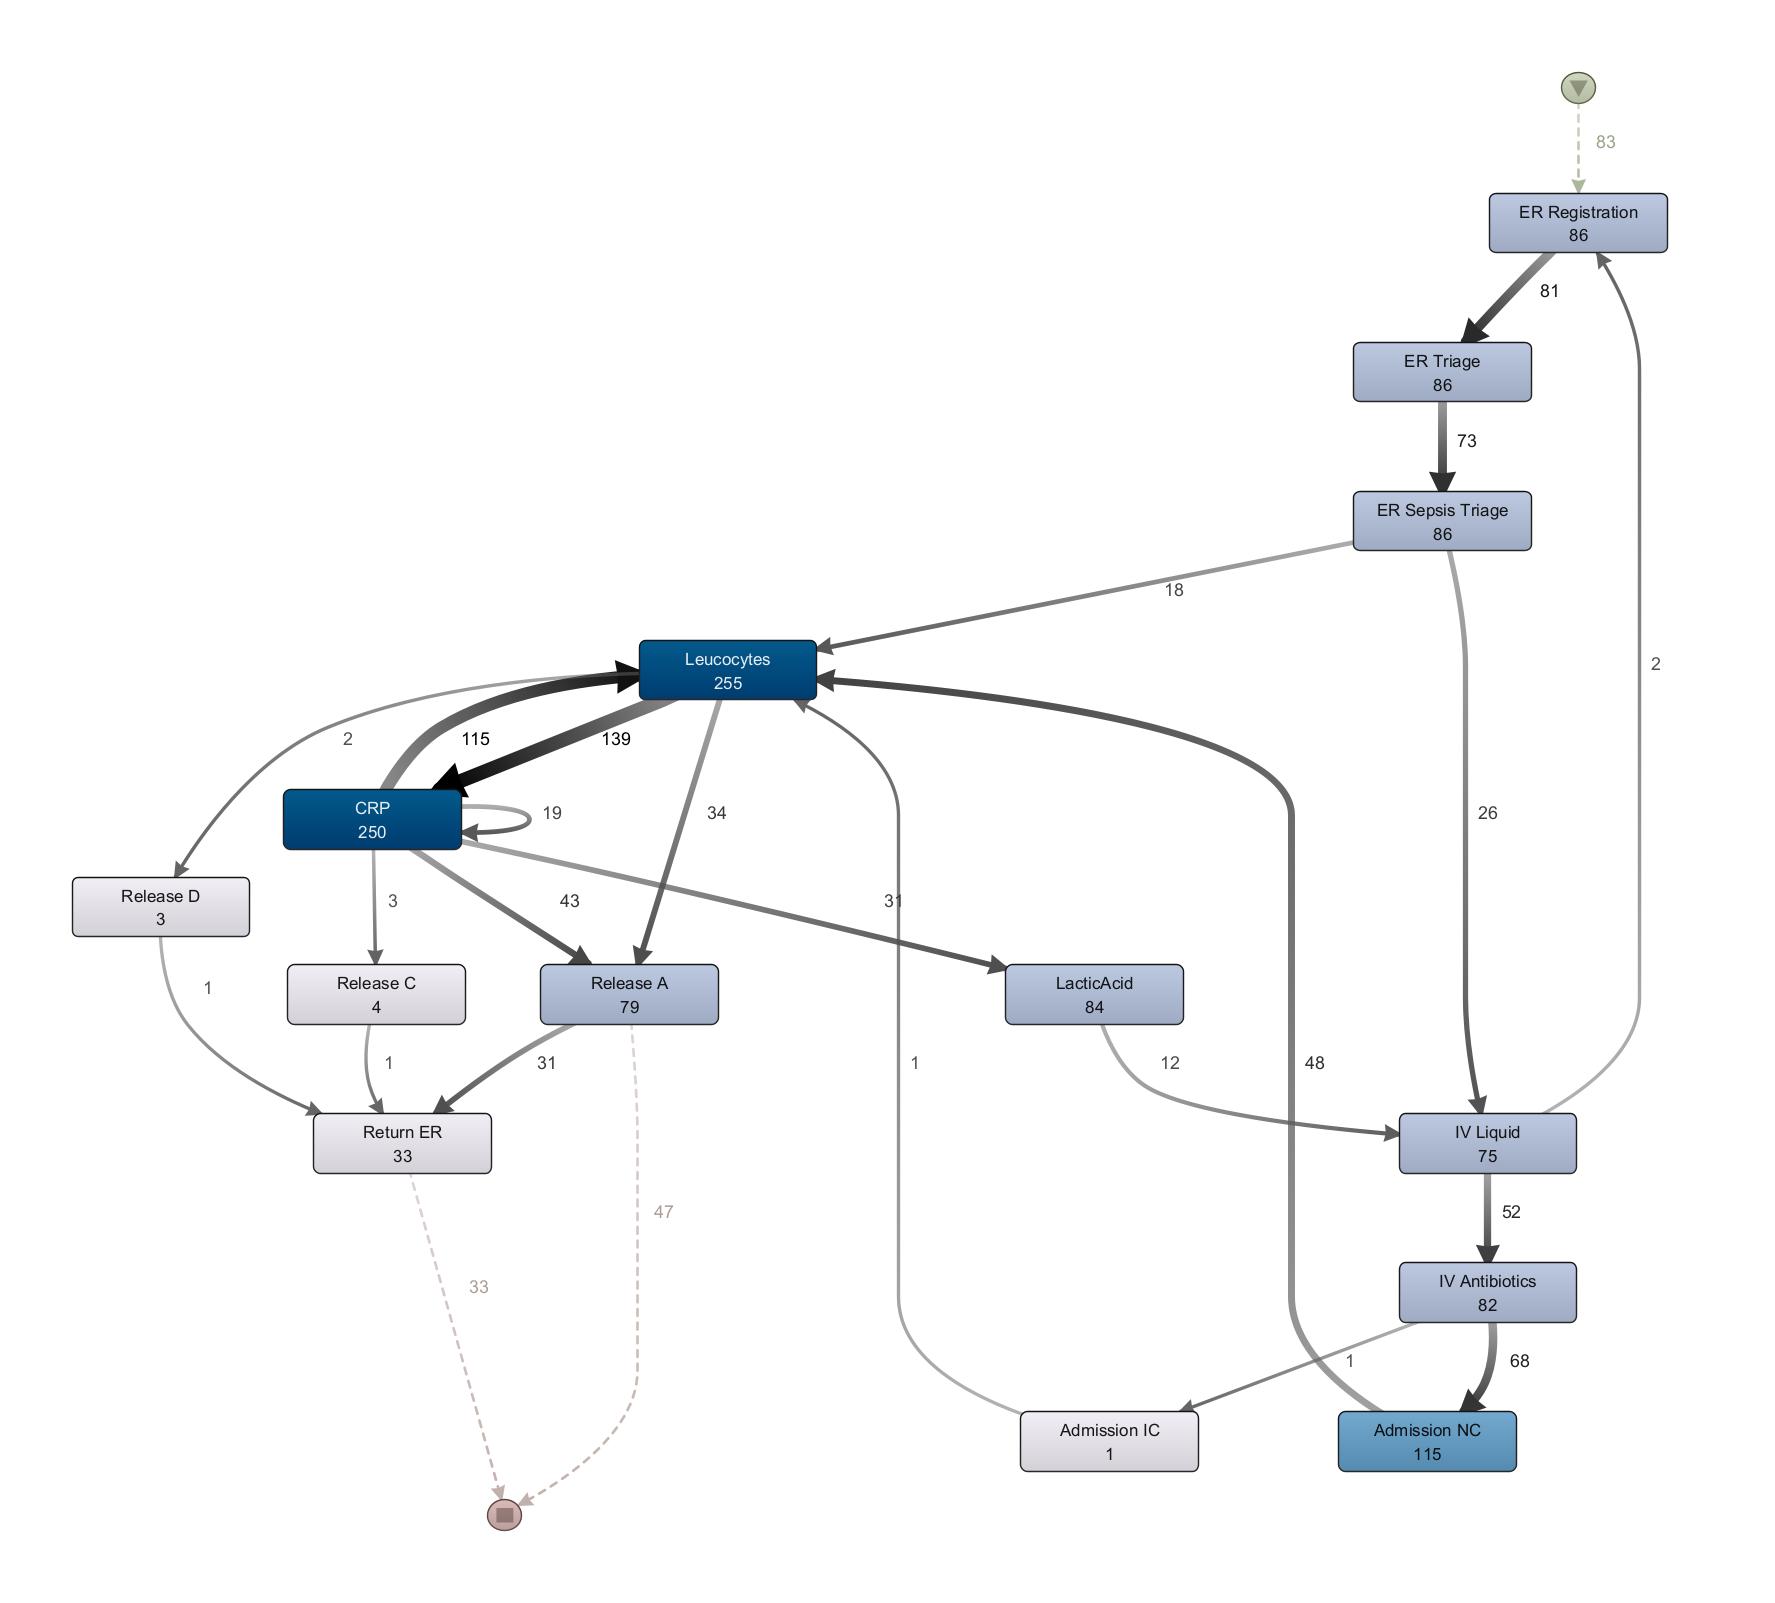 83
ER Registration
86
81
ER Triage
86
73
ER Sepsis Triage
86
18
Leucocytes
255
2
2
115
139
CRP
250
19
34
26
Release D
3
3
43
31
1
Release C
4
Release A
79
LacticAcid
84
1
31
1
12
48
Return ER
33
IV Liquid
75
47
52
33
IV Antibiotics
82
1
68
Admission IC
1
Admission NC
115